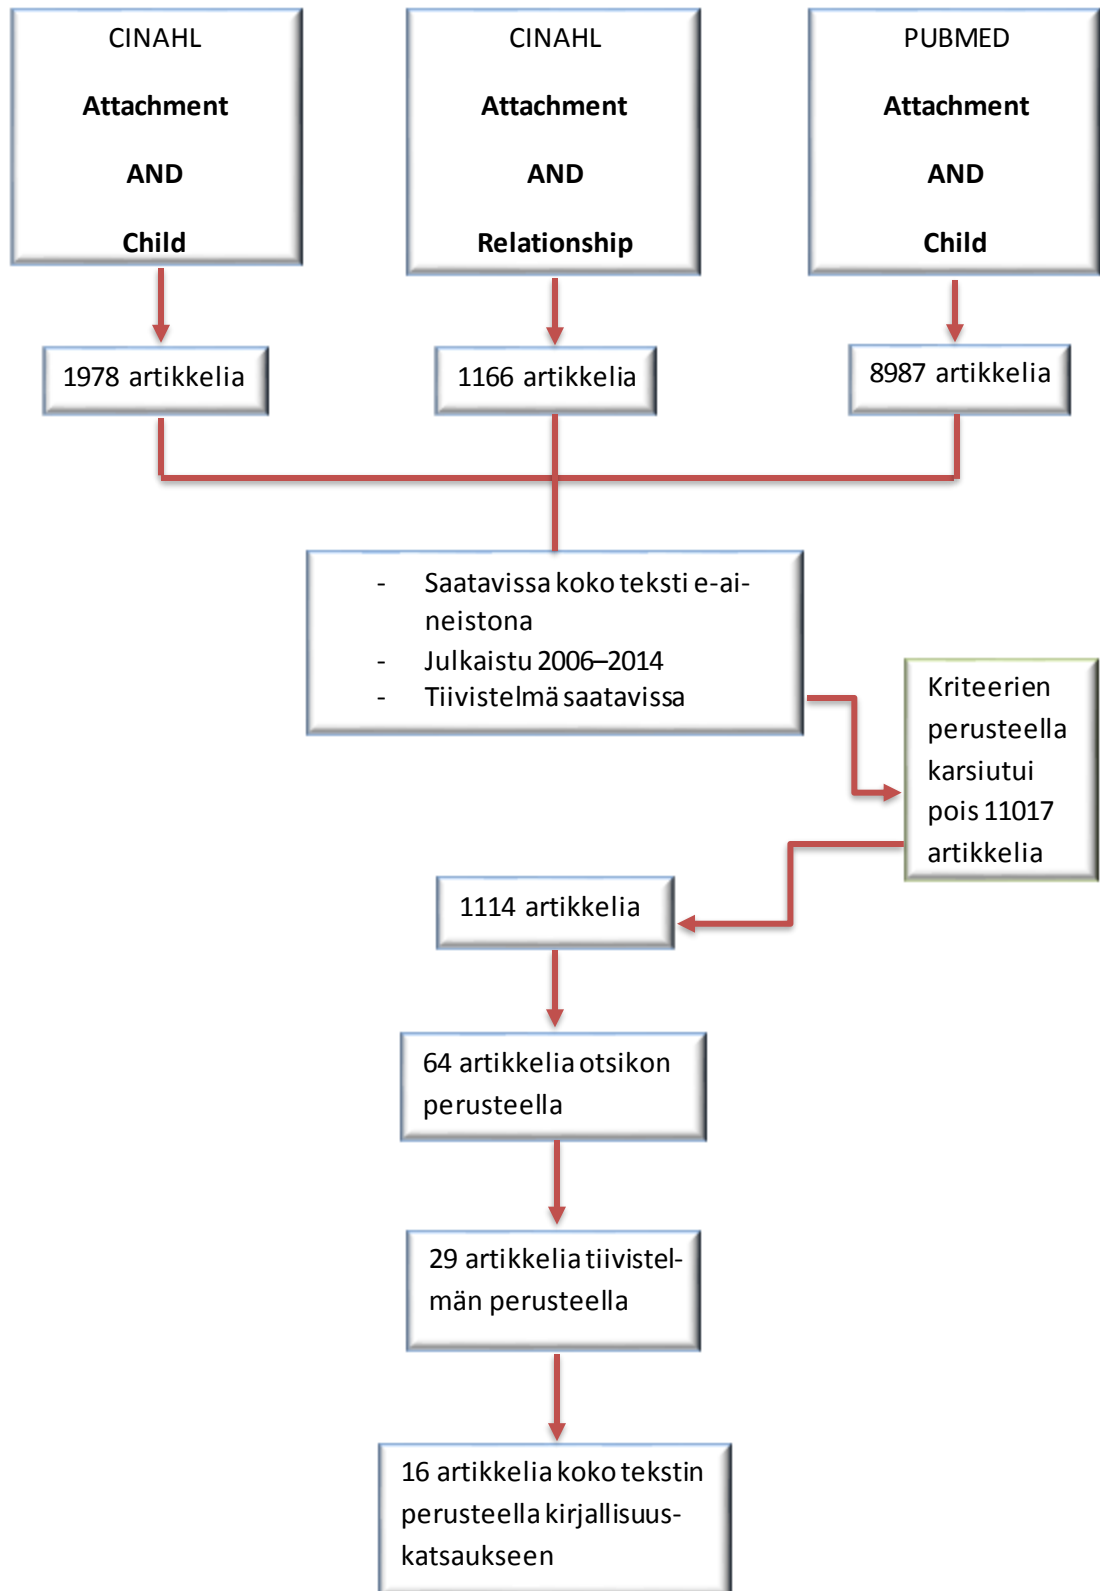 CINAHL
Attachment
AND
Child
CINAHL
Attachment
AND
Relationship
PUBMED
Attachment
AND
Child
1978 artikkelia
1166 artikkelia
8987 artikkelia
- Saatavissa koko teksti e-ai-
neistona
- Julkaistu 2006–2014
- Tiivistelmä saatavissa
Kriteerien
perusteella
karsiutui
pois 11017
artikkelia
1114 artikkelia
64 artikkelia otsikon
perusteella
29 artikkelia tiivistel-
män perusteella
16 artikkelia koko tekstin
perusteella kirjallisuus-
katsaukseen